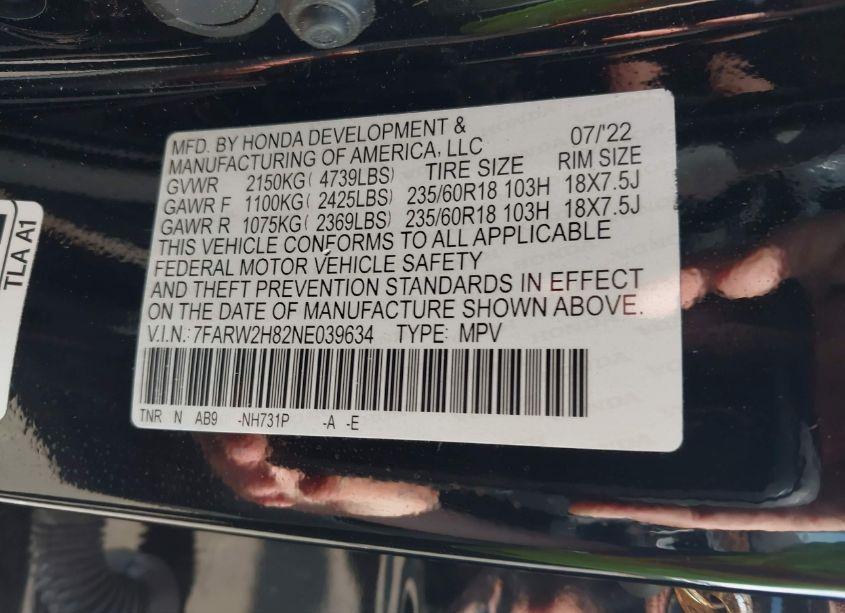 MFD. BY HONDA DEVELOPMENT &
MANUFACTURING OF AMERICA, LLC 07/'22
GVWR 2150KG( 4739LBS) TIRE SIZE RIM SIZE
GAWR F 1100KG( 2425LBS) 235/60R18 103H 18X7.5J
GAWR R 1075KG( 2369LBS) 235/60R18 103H 18X7.5J
THIS VEHICLE CONFORMS TO ALL APPLICABLE
FEDERAL MOTOR VEHICLE SAFETY
AND THEFT PREVENTION STANDARDS IN EFFECT
ON THE DATE OF MANUFACTURE SHOWN ABOVE.
V.I.N.: 7FARW2H82NE039634 TYPE: MPV
TNR N AB9 -NH731P -A -E
TLA A1